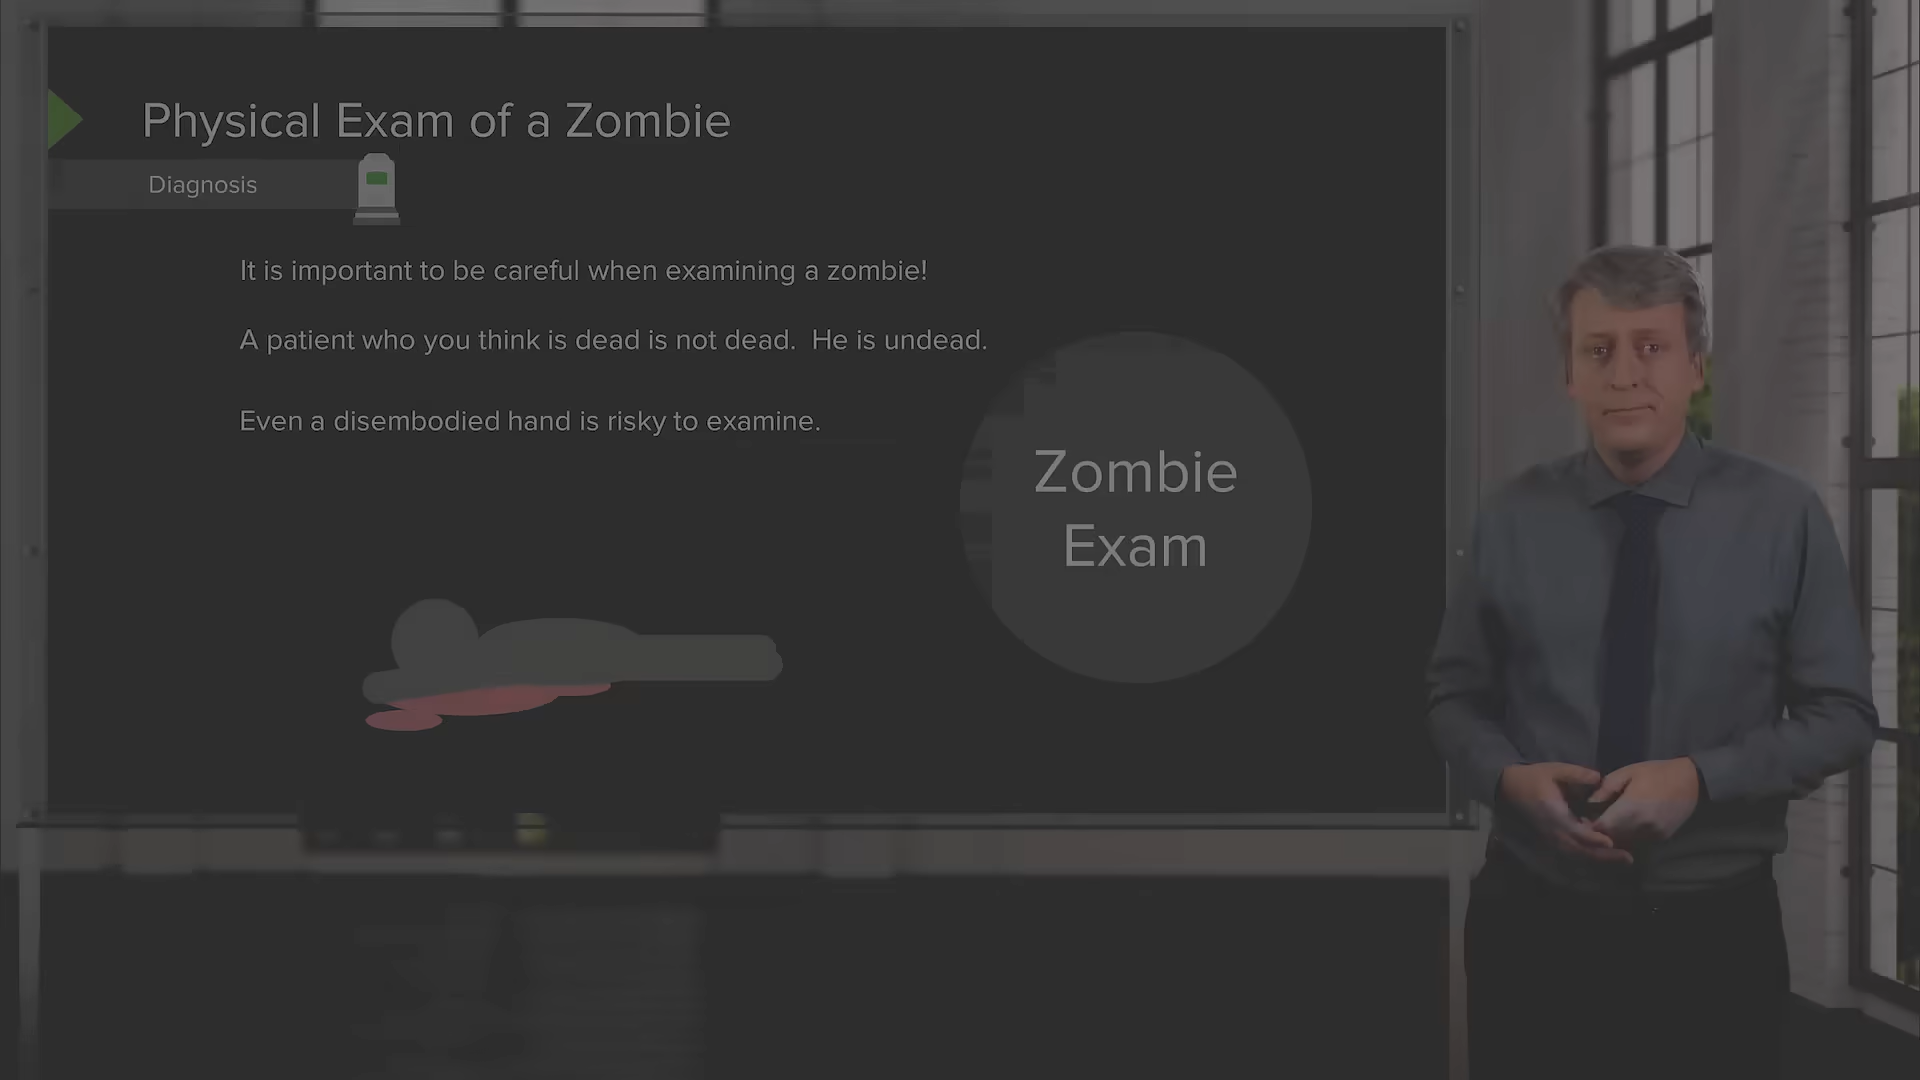 Physical Exam of a Zombie
Diagnosis
It is important to be careful when examining a zombie!
A patient who you think is dead is not dead.  He is undead.
Even a disembodied hand is risky to examine.
Zombie
Exam